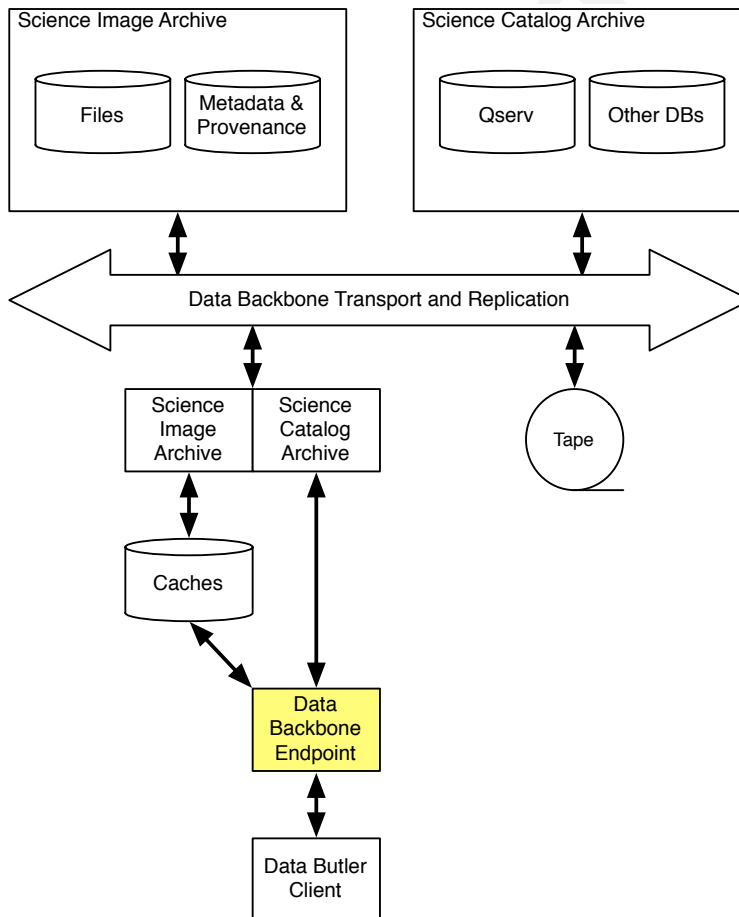 Science Image Archive
Science Catalog Archive
Files
Metadata &
Provenance
Qserv
Other DBs
Data Backbone Transport and Replication
Science
Image
Archive
Science
Catalog
Archive
Tape
Caches
Data
Backbone
Endpoint
Data Butler
Client